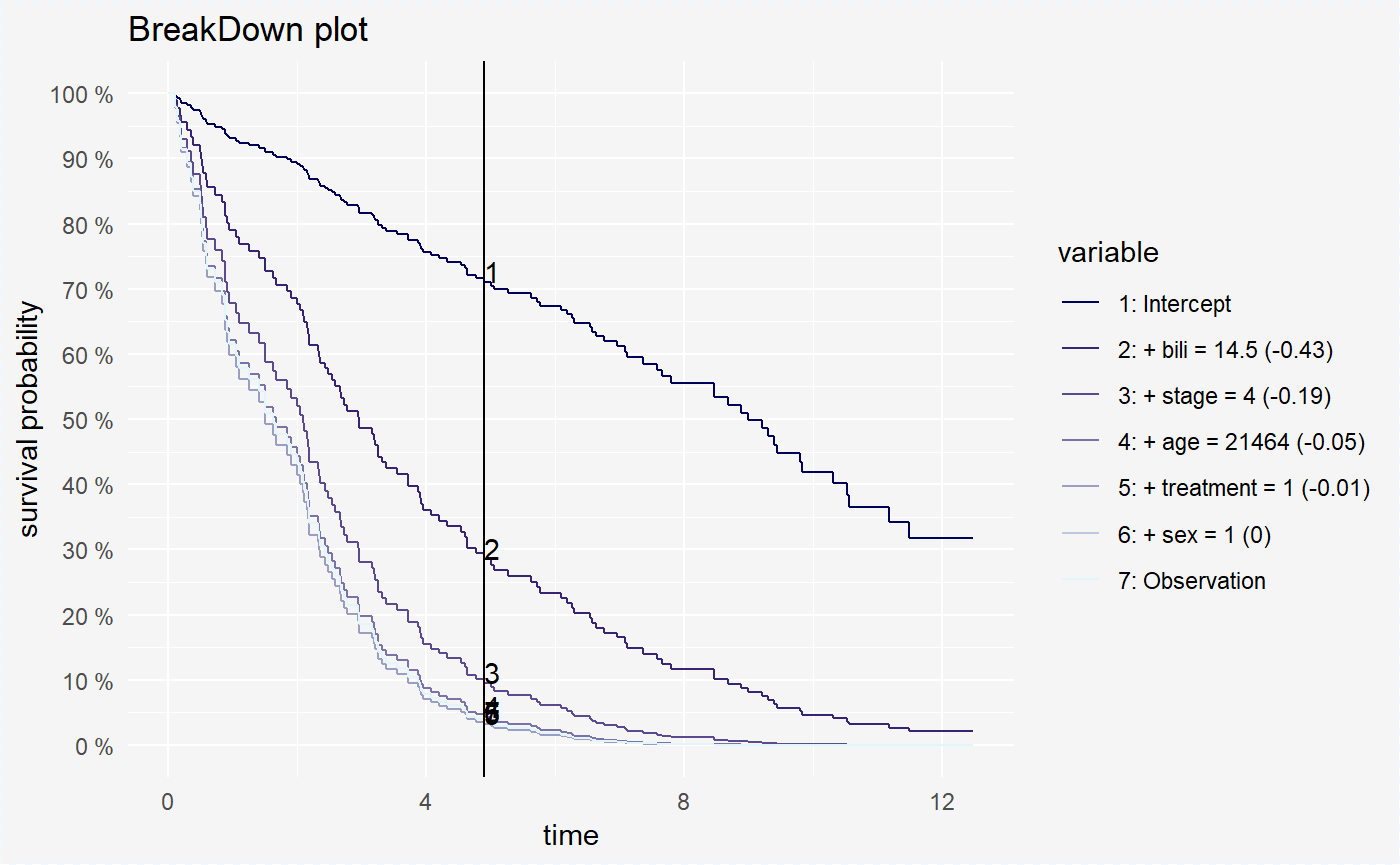 BreakDown plot
100 %
90 %
80 %
70 %
60 %
50 %
40 %
30 %
20 %
10 %
0 %
survival probability
1
2
3
0
4
8
12
time
variable
1: Intercept
2: + bili = 14.5 (-0.43)
3: + stage = 4 (-0.19)
4: + age = 21464 (-0.05)
5: + treatment = 1 (-0.01)
6: + sex = 1 (0)
7: Observation